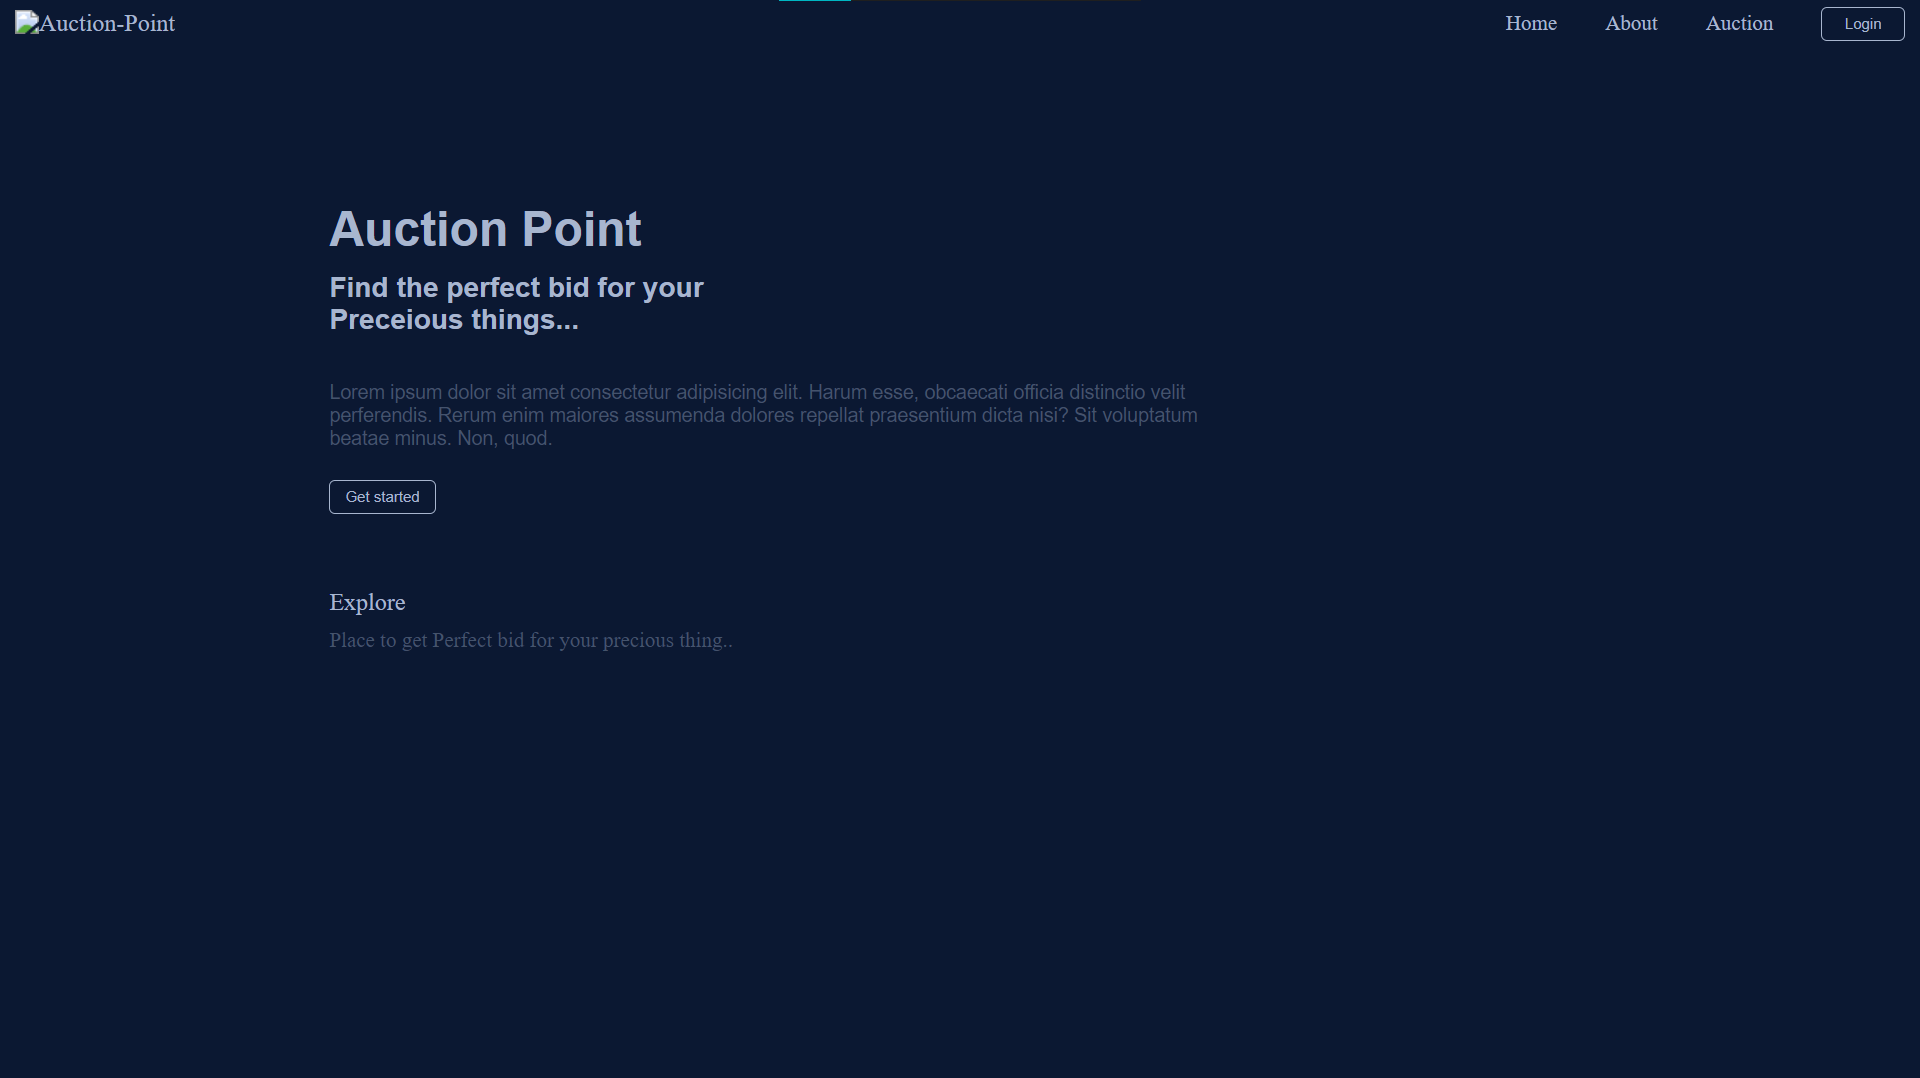 Auction-Point
Home
About
Auction
Login
Auction Point
Find the perfect bid for your
Preceious things...
Lorem ipsum dolor sit amet consectetur adipisicing elit. Harum esse, obcaecati officia distinctio velit
perferendis. Rerum enim maiores assumenda dolores repellat praesentium dicta nisi? Sit voluptatum
beatae minus. Non, quod.
Get started
Explore
Place to get Perfect bid for your precious thing..